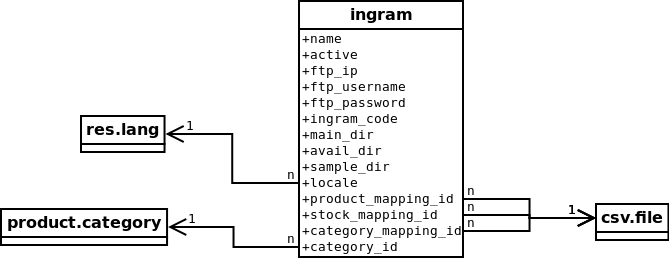 ingram
+name
+active
+ftp_ip
+ftp_username
+ftp_password
+ingram_code
+main_dir
+avail_dir
+sample_dir
+locale
+product_mapping_id
+stock_mapping_id
+category_mapping_id
+category_id
res.lang
1
n
product.category
1
n
n
n
n
1
csv.file